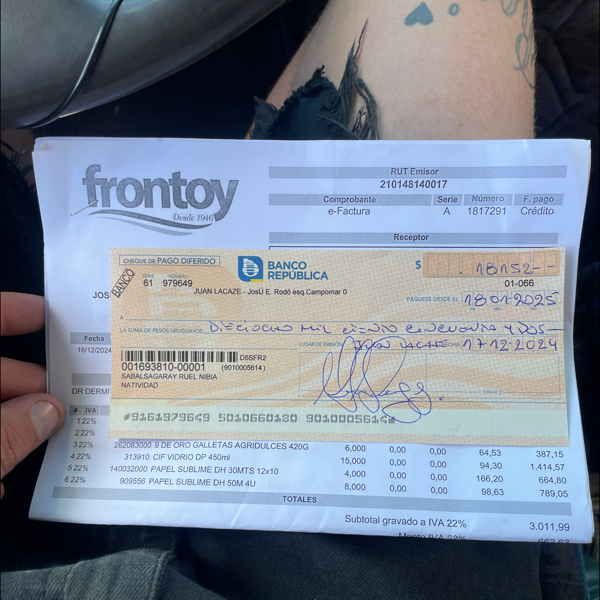 frontoy
Desde 1946
RUT Emisor
210148140017
Comprobante Serie Número F. pago
e-Factura A 1817291 Crédito
Receptor
CHEQUE DE PAGO DIFERIDO
BANCO
SERIE NÚMERO
61 979649
BANCO REPÚBLICA
$ 18152--
01-066
JUAN LACAZE - JosÚ E. Rodó esq.Campomar 0
PÁGUESE DESDE EL 18.01.2025
A
LA SUMA DE PESOS URUGUAYOS DIECIOCHO MIL CIENTO CINCUENTA Y DOS-
LUGAR DE EMISIÓN JUAN LACAZE FECHA 17-12-2024
D5SFR2
001693810-00001 (9010005614)
SABALSAGARAY RUEL NIBIA
NATIVIDAD
#9161979649 5010660180 9010005614#
JOS
Fecha
16/12/2024
DR DERMI
# IVA
1 22%
2 22%
3 22% 262083000 9 DE ORO GALLETAS AGRIDULCES 420G 6,000 0,00 0,00 64,53 387,15
4 22% 313910 CIF VIDRIO DP 450ml 15,000 0,00 0,00 94,30 1.414,57
5 22% 140032000 PAPEL SUBLIME DH 30MTS 12x10 4,000 0,00 0,00 166,20 664,80
6 22% 909556 PAPEL SUBLIME DH 50M 4U 8,000 0,00 0,00 98,63 789,05
TOTALES
Subtotal gravado a IVA 22% 3.011,99